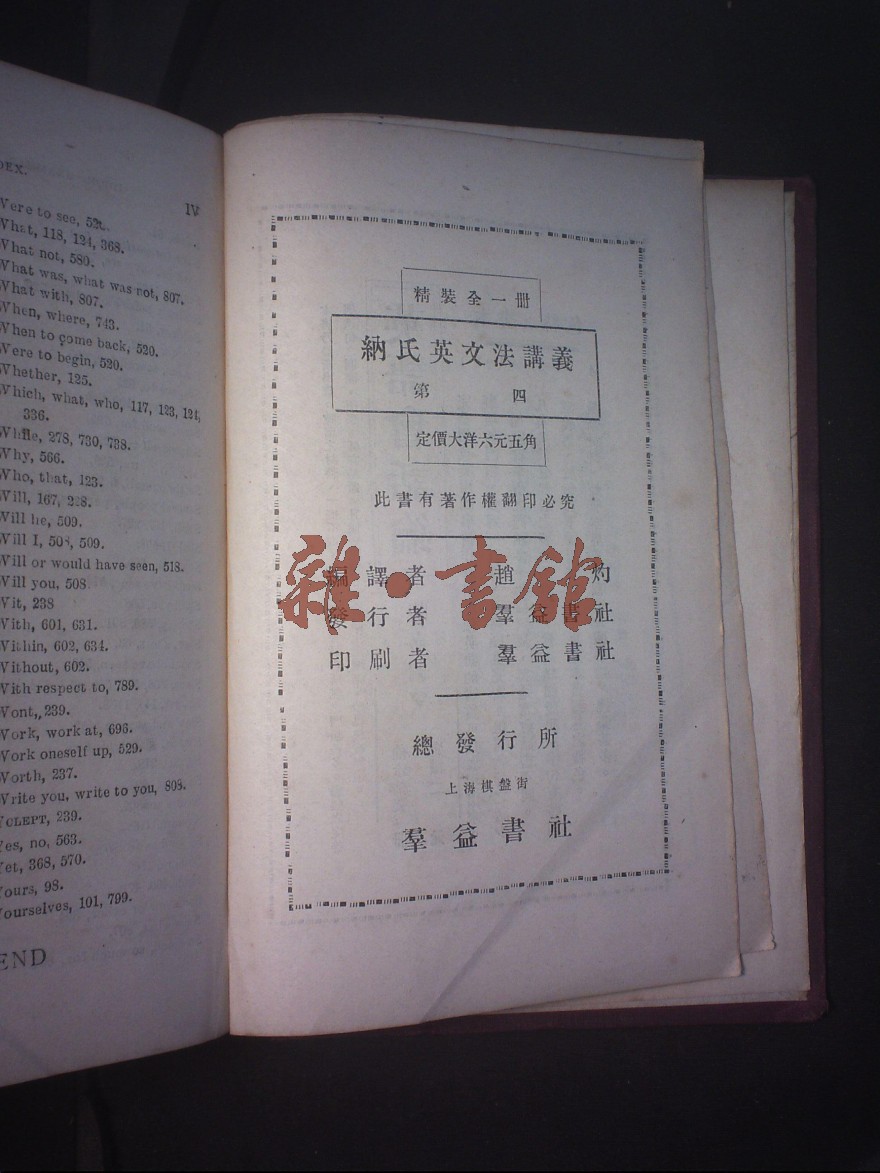 INDEX.
IV
Were to see, 52
What, 118, 124, 368.
What not, 580.
What was, what was not, 807.
What with, 807.
When, where, 743.
When to come back, 520.
Were to begin, 520.
Whether, 125.
Which, what, who, 117, 123, 124,
336.
While, 278, 730, 738.
Why, 566.
Who, that, 123.
Will, 167, 228.
Will he, 509.
Will I, 508, 509.
Will or would have seen, 518.
Will you, 508.
Wit, 238
With, 601, 631.
Within, 602, 634.
Without, 602.
With respect to, 789.
Wont, 239.
Work, work at, 696.
Work oneself up, 529.
Worth, 237.
Write you, write to you, 808.
YCLEPT, 239.
Yes, no, 563.
Yet, 368, 570.
Yours, 98.
Yourselves, 101, 799.
END
精裝全一冊
納氏英文法講義
第 四
定價大洋六元五角
此書有著作權翻印必究
編譯者 趙灼
發行者 羣益書社
印刷者 羣益書社
雜·書館
總發行所
上海棋盤街
羣益書社